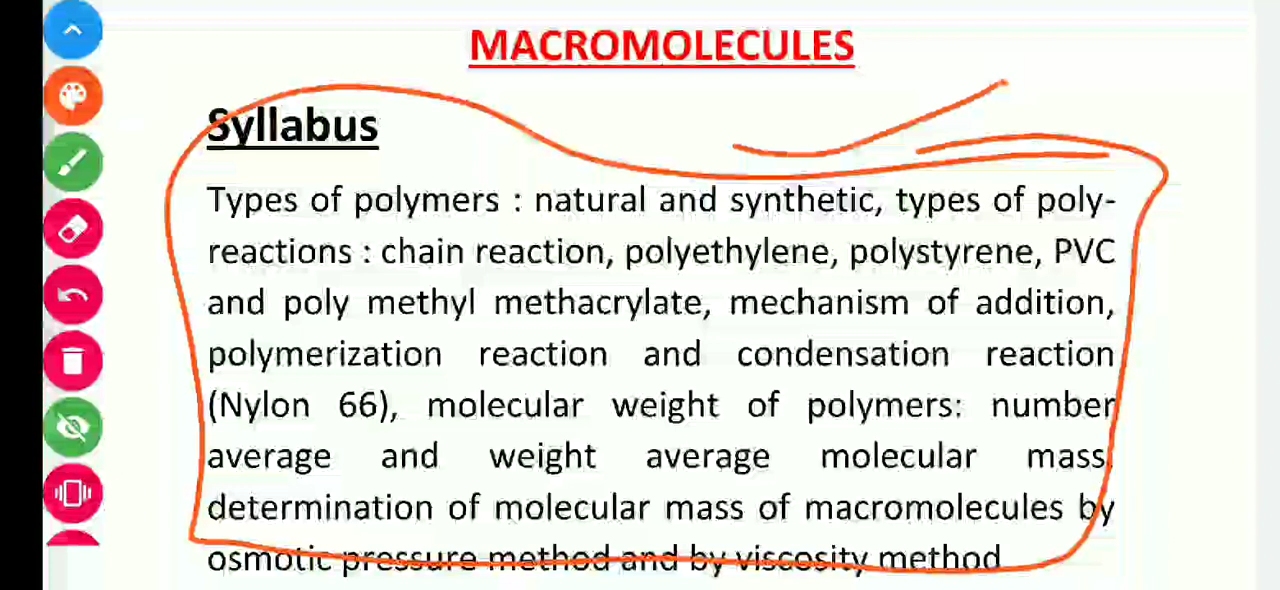 MACROMOLECULES
Syllabus
Types of polymers : natural and synthetic, types of poly-
reactions : chain reaction, polyethylene, polystyrene, PVC
and poly methyl methacrylate, mechanism of addition,
polymerization reaction and condensation reaction
(Nylon 66), molecular weight of polymers: number
average and weight average molecular mass,
determination of molecular mass of macromolecules by
osmotic pressure method and by viscosity method